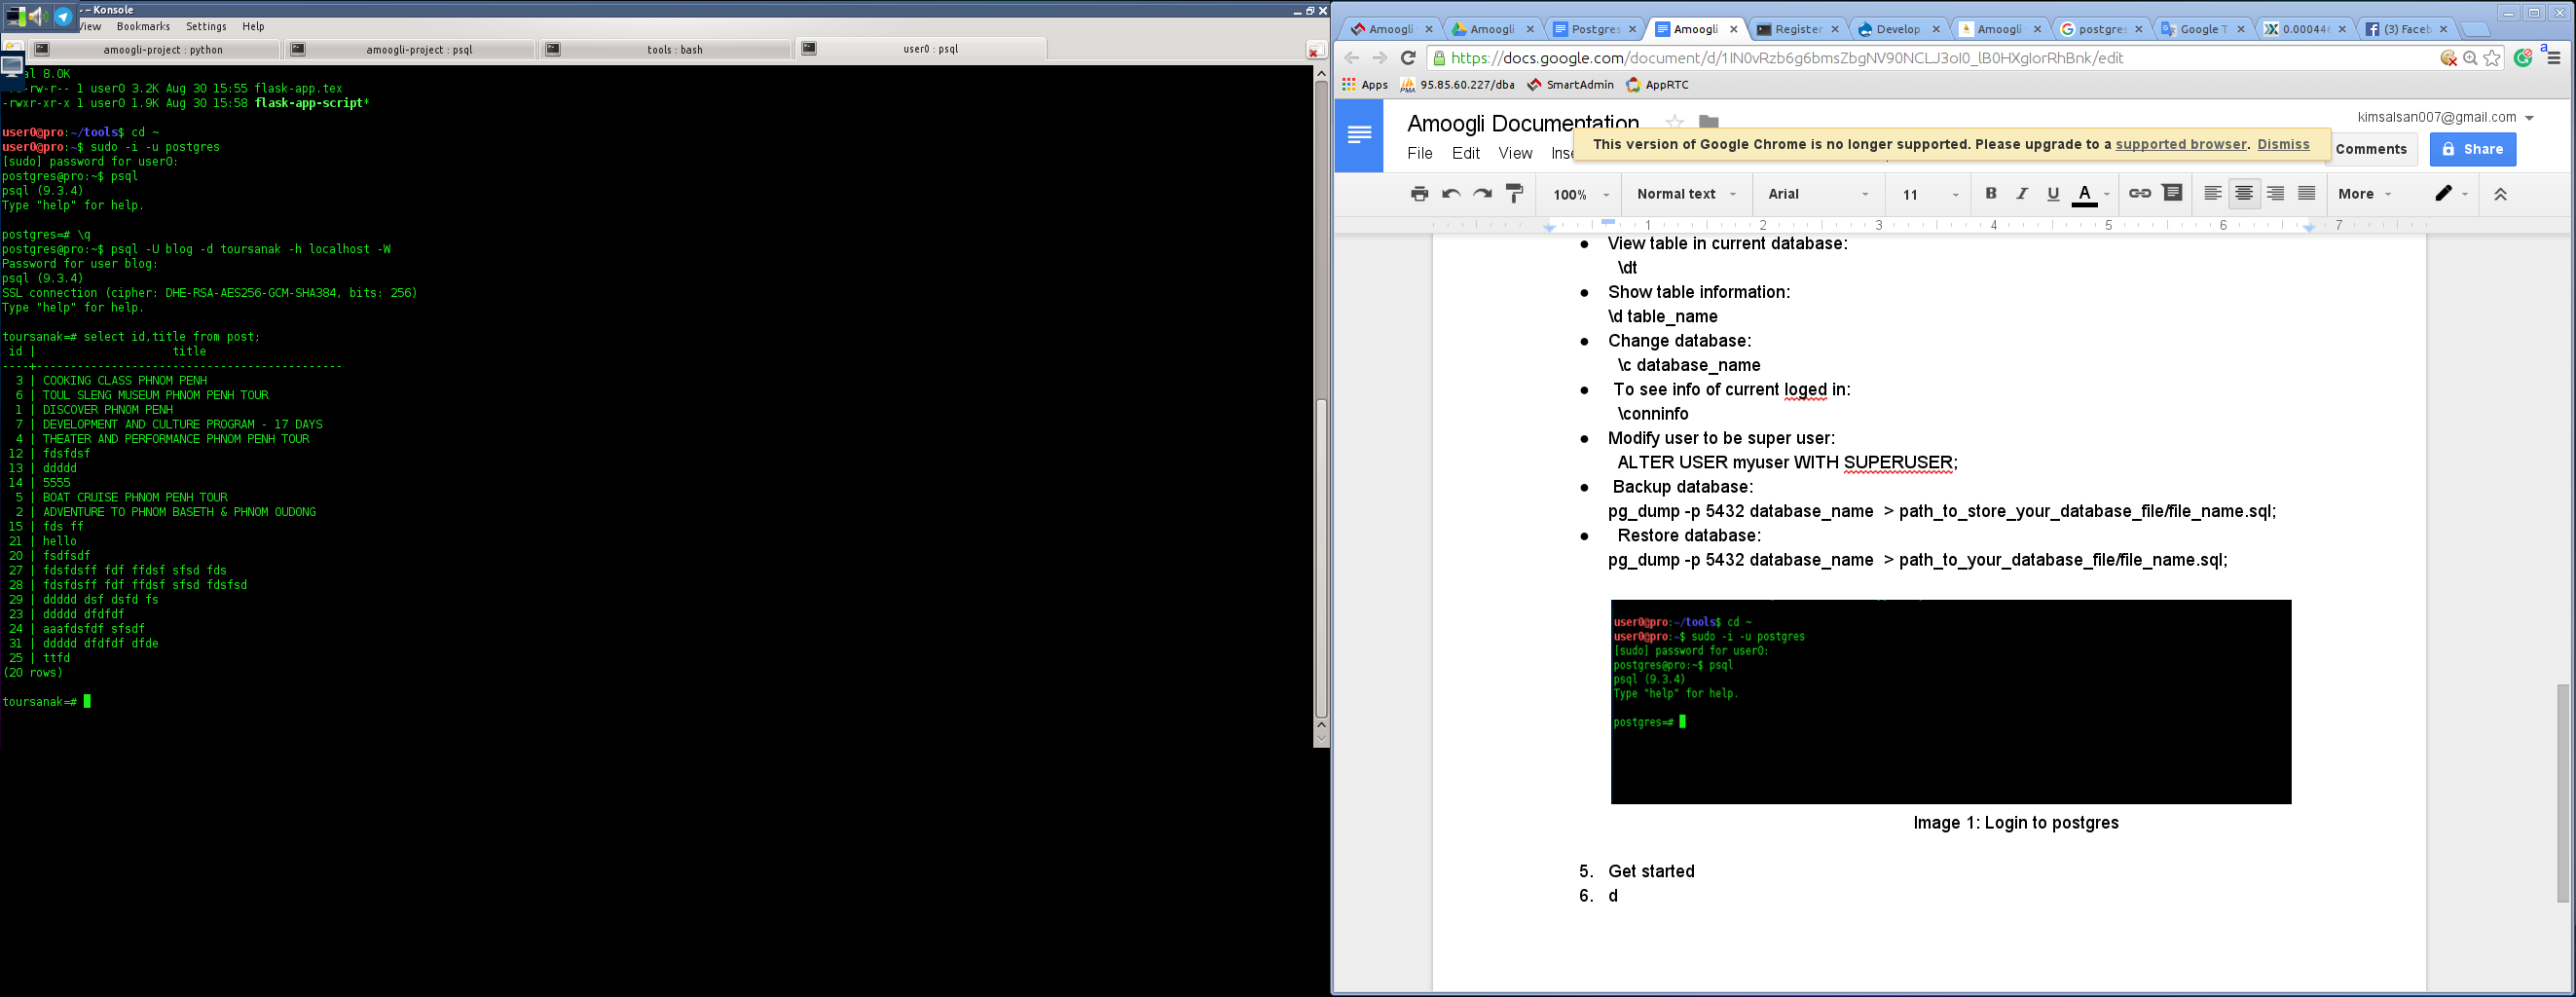 - Konsole
View Bookmarks Settings Help
amoogli-project : python
amoogli-project : psql
tools : bash
user0 : psql
al 8.0K
-rw-r-- 1 user0 3.2K Aug 30 15:55 flask-app.tex
-rwxr-xr-x 1 user0 1.9K Aug 30 15:58 flask-app-script*
user0@pro:~/tools$ cd ~
user0@pro:~$ sudo -i -u postgres
[sudo] password for user0:
postgres@pro:~$ psql
psql (9.3.4)
Type "help" for help.
postgres=# \q
postgres@pro:~$ psql -U blog -d toursanak -h localhost -W
Password for user blog:
psql (9.3.4)
SSL connection (cipher: DHE-RSA-AES256-GCM-SHA384, bits: 256)
Type "help" for help.
toursanak=# select id,title from post;
id | title
----+---------------------------------------------
3 | COOKING CLASS PHNOM PENH
6 | TOUL SLENG MUSEUM PHNOM PENH TOUR
1 | DISCOVER PHNOM PENH
7 | DEVELOPMENT AND CULTURE PROGRAM - 17 DAYS
4 | THEATER AND PERFORMANCE PHNOM PENH TOUR
12 | fdsfdsf
13 | ddddd
14 | 5555
5 | BOAT CRUISE PHNOM PENH TOUR
2 | ADVENTURE TO PHNOM BASETH & PHNOM OUDONG
15 | fds ff
21 | hello
20 | fsdfsdf
27 | fdsfdsff fdf ffdsf sfsd fds
28 | fdsfdsff fdf ffdsf sfsd fdsfsd
29 | ddddd dsf dsfd fs
23 | ddddd dfdfdf
24 | aaafdsfdf sfsdf
31 | ddddd dfdfdf dfde
25 | ttfd
(20 rows)
toursanak=#
Amoogli
Amoogli
Postgres
Amoogli
Register
Develop
Amoogli
postgres
Google T
0.00044
(3) Faceb
https://docs.google.com/document/d/1IN0vRzb6g6bmsZbgNV90NCLJ3oI0_lB0HXgIorRhBnk/edit
a
Apps 95.85.60.227/dba SmartAdmin AppRTC
Amoogli Documentation
kimsalsan007@gmail.com
File Edit View Inse
This version of Google Chrome is no longer supported. Please upgrade to a supported browser. Dismiss
Comments
Share
100% Normal text Arial 11 B I U A More
1 2 3 4 5 6 7
● View table in current database:
\dt
● Show table information:
\d table_name
● Change database:
\c database_name
● To see info of current loged in:
\conninfo
● Modify user to be super user:
ALTER USER myuser WITH SUPERUSER;
● Backup database:
pg_dump -p 5432 database_name > path_to_store_your_database_file/file_name.sql;
● Restore database:
pg_dump -p 5432 database_name > path_to_your_database_file/file_name.sql;
user0@pro:~/tools$ cd ~
user0@pro:~$ sudo -i -u postgres
[sudo] password for user0:
postgres@pro:~$ psql
psql (9.3.4)
Type "help" for help.
postgres=#
Image 1: Login to postgres
5. Get started
6. d